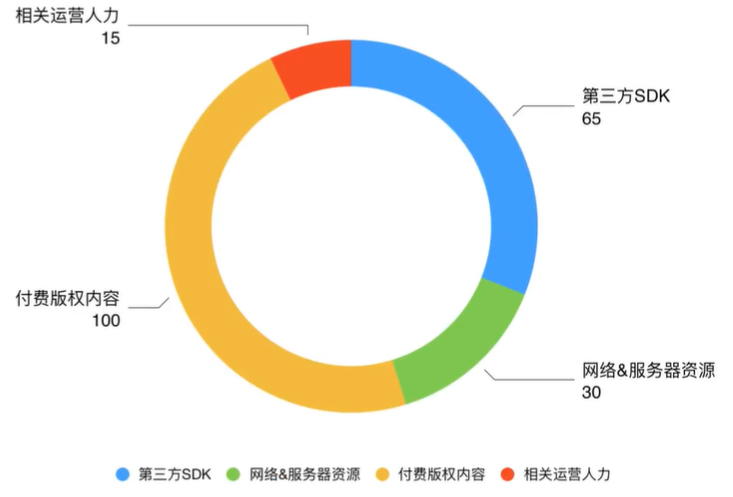 相关运营人力
15
第三方SDK
65
付费版权内容
100
网络&服务器资源
30
第三方SDK 网络&服务器资源 付费版权内容 相关运营人力